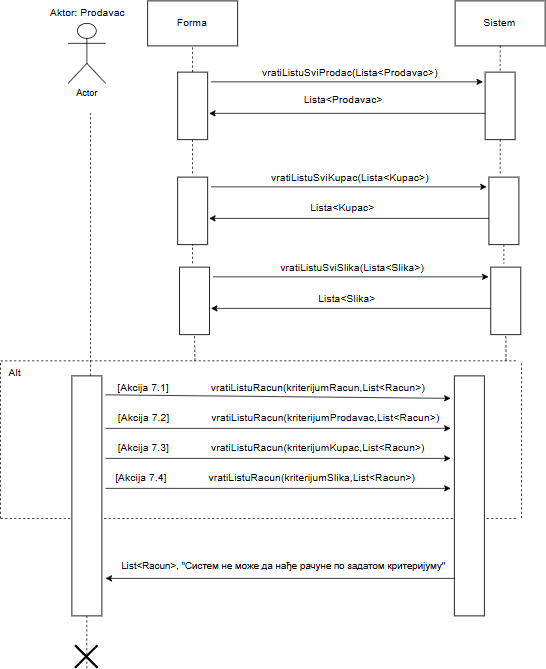 Aktor: Prodavac
Forma
Sistem
Actor
vratiListuSviProdac(Lista<Prodavac>)
Lista<Prodavac>
vratiListuSviKupac(Lista<Kupac>)
Lista<Kupac>
vratiListuSviSlika(Lista<Slika>)
Lista<Slika>
Alt
[Akcija 7.1] vratiListuRacun(kriterijumRacun,List<Racun>)
[Akcija 7.2] vratiListuRacun(kriterijumProdavac,List<Racun>)
[Akcija 7.3] vratiListuRacun(kriterijumKupac,List<Racun>)
[Akcija 7.4] vratiListuRacun(kriterijumSlika,List<Racun>)
List<Racun>, "Систем не може да нађе рачуне по задатом критеријуму"